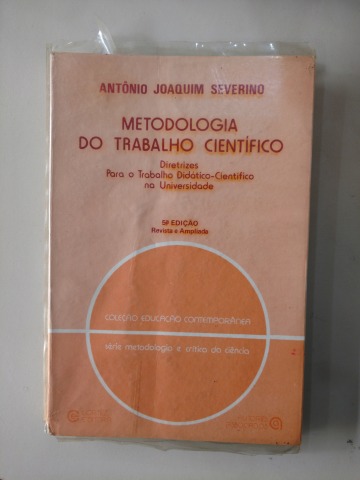 ANTÔNIO JOAQUIM SEVERINO
METODOLOGIA
DO TRABALHO CIENTÍFICO
Diretrizes
Para o Trabalho Didático-Científico
na Universidade
5ª EDIÇÃO
Revista e Ampliada
COLEÇÃO EDUCAÇÃO CONTEMPORÂNEA
série metodologia e crítica da ciência